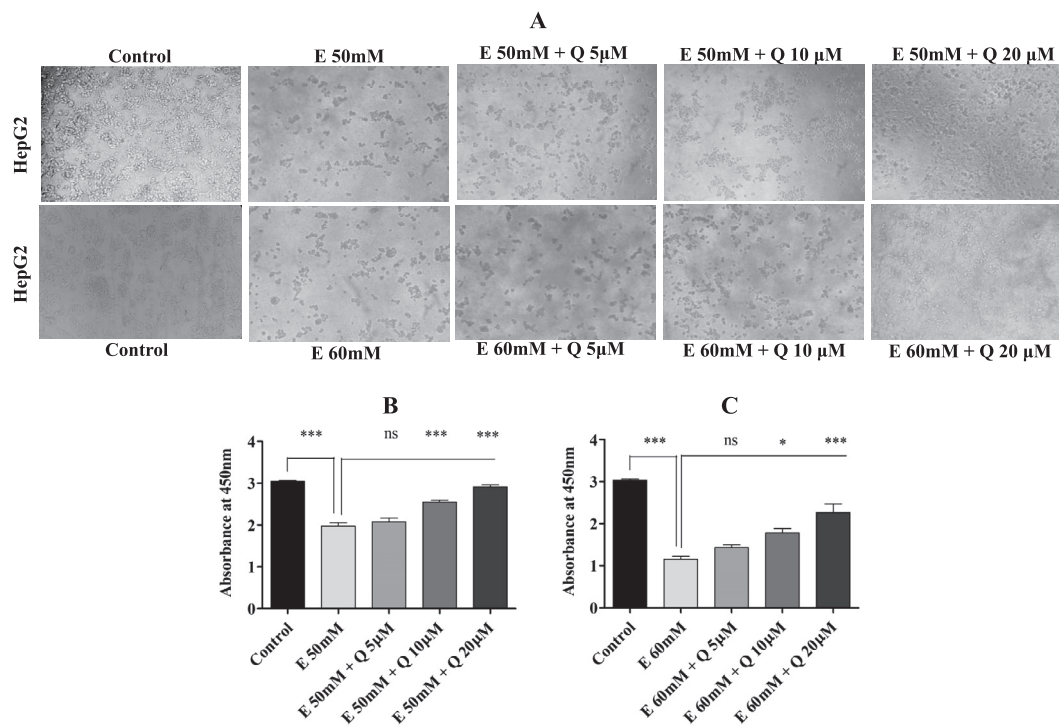 A
Control E 50mM E 50mM + Q 5µM E 50mM + Q 10 µM E 50mM + Q 20 µM
HepG2
HepG2
Control E 60mM E 60mM + Q 5µM E 60mM + Q 10 µM E 60mM + Q 20 µM
B
*** ns *** ***
Absorbance at 450nm
4
3
2
1
0
Control
E 50mM
E 50mM + Q 5µM
E 50mM + Q 10µM
E 50mM + Q 20µM
C
*** ns * ***
Absorbance at 450nm
4
3
2
1
0
Control
E 60mM
E 60mM + Q 5µM
E 60mM + Q 10µM
E 60mM + Q 20µM